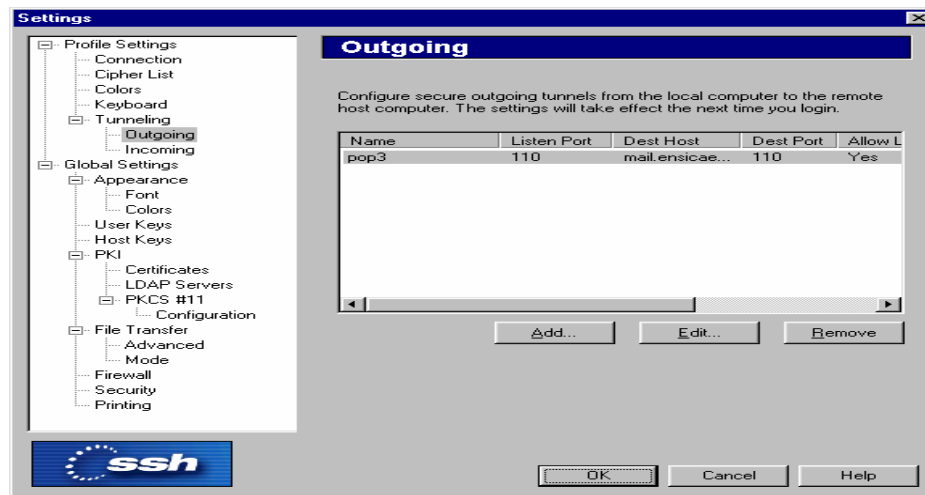 Settings
Profile Settings
Connection
Cipher List
Colors
Keyboard
Tunneling
Outgoing
Incoming
Global Settings
Appearance
Font
Colors
User Keys
Host Keys
PKI
Certificates
LDAP Servers
PKCS #11
Configuration
File Transfer
Advanced
Mode
Firewall
Security
Printing
ssh
Outgoing
Configure secure outgoing tunnels from the local computer to the remote
host computer. The settings will take effect the next time you login.
Name Listen Port Dest Host Dest Port Allow L
pop3 110 mail.ensicae... 110 Yes
Add... Edit... Remove
OK Cancel Help